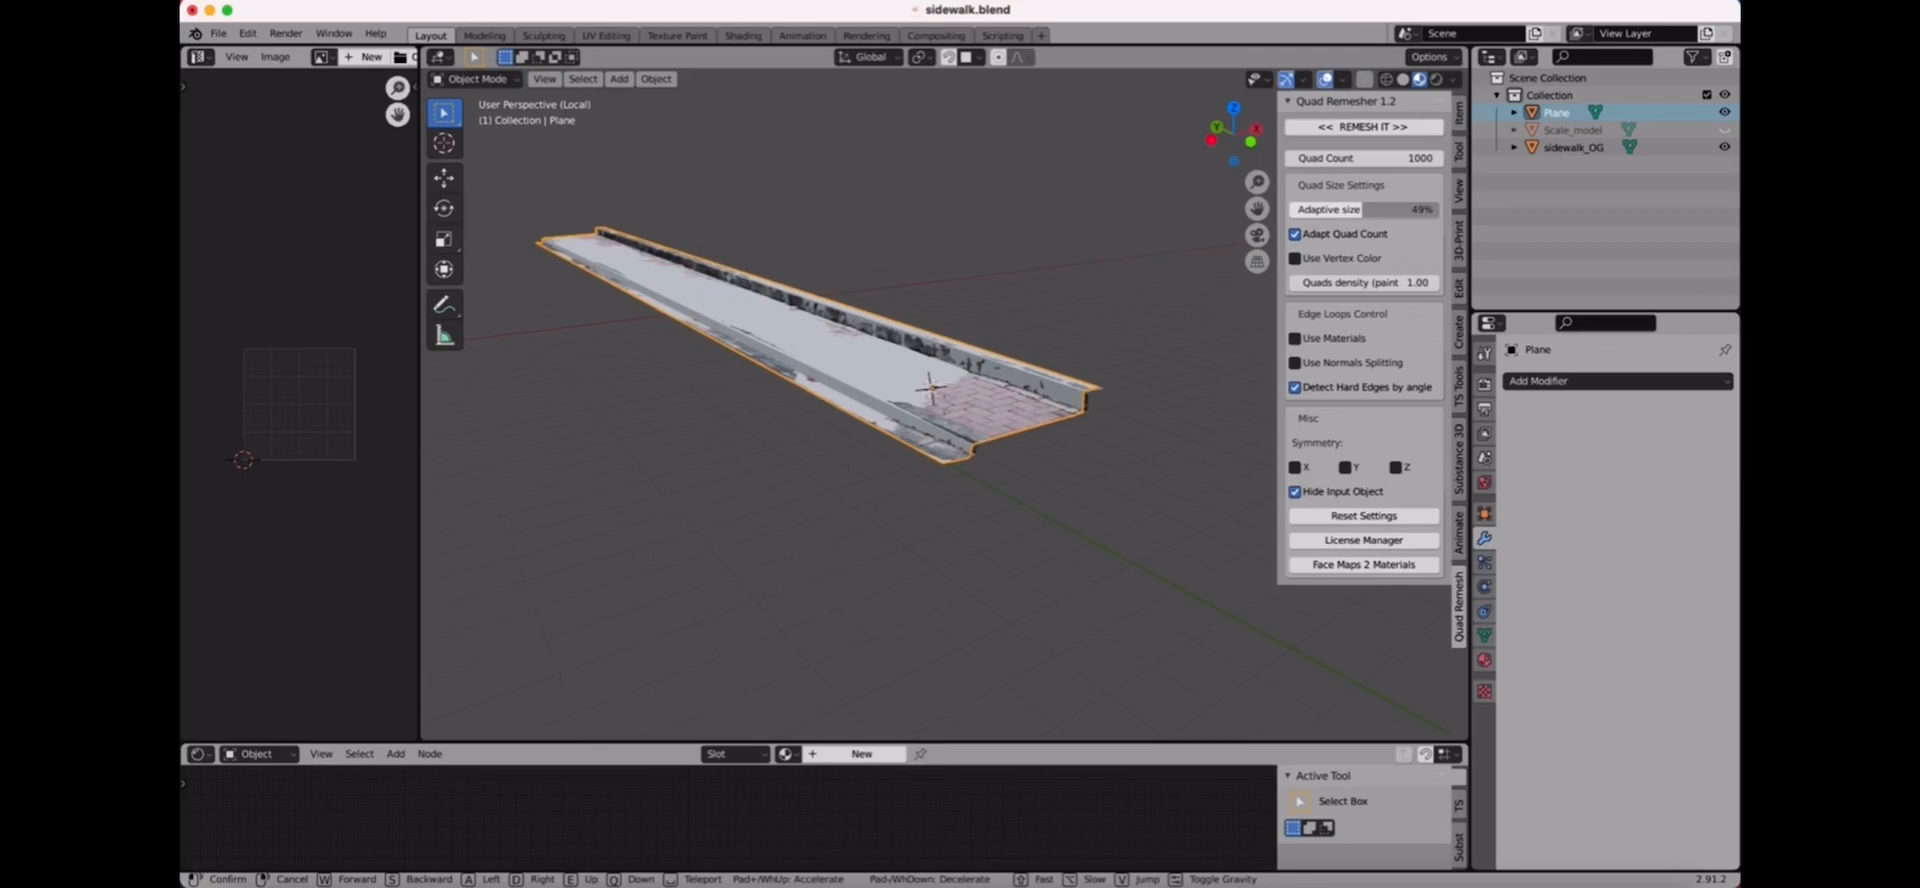 sidewalk.blend
File Edit Render Window Help
Layout Modeling Sculpting UV Editing Texture Paint Shading Animation Rendering Compositing Scripting +
Scene
View Layer
View Image + New
Global
Options
Object Mode View Select Add Object
User Perspective (Local)
(1) Collection | Plane
Z
Y
X
Quad Remesher 1.2
<< REMESH IT >>
Quad Count 1000
Quad Size Settings
Adaptive size 49%
Adapt Quad Count
Use Vertex Color
Quads density (paint 1.00
Edge Loops Control
Use Materials
Use Normals Splitting
Detect Hard Edges by angle
Misc
Symmetry:
X Y Z
Hide Input Object
Reset Settings
License Manager
Face Maps 2 Materials
Item
Tool
View
3D-Print
Edit
Create
TS Tools
Substance 3D
Animate
Quad Remesh
Scene Collection
Collection
Plane
Scale_model
sidewalk_OG
Plane
Add Modifier
Object View Select Add Node
Slot
+ New
Active Tool
Select Box
TS
Subst
Confirm Cancel W Forward S Backward A Left D Right E Up Q Down Teleport Pad+/WhUp: Accelerate Pad-/WhDown: Decelerate Fast Slow V Jump Toggle Gravity
2.91.2